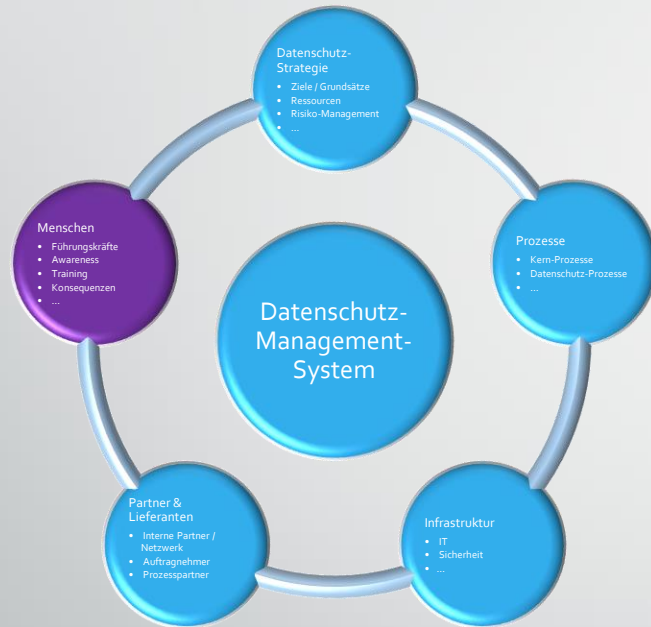 Datenschutz-
Strategie
• Ziele / Grundsätze
• Ressourcen
• Risiko-Management
• ...
Menschen
• Führungskräfte
• Awareness
• Training
• Konsequenzen
• ...
Prozesse
• Kern-Prozesse
• Datenschutz-Prozesse
• ...
Datenschutz-
Management-
System
Partner &
Lieferanten
• Interne Partner /
Netzwerk
• Auftragnehmer
• Prozesspartner
Infrastruktur
• IT
• Sicherheit
• ...